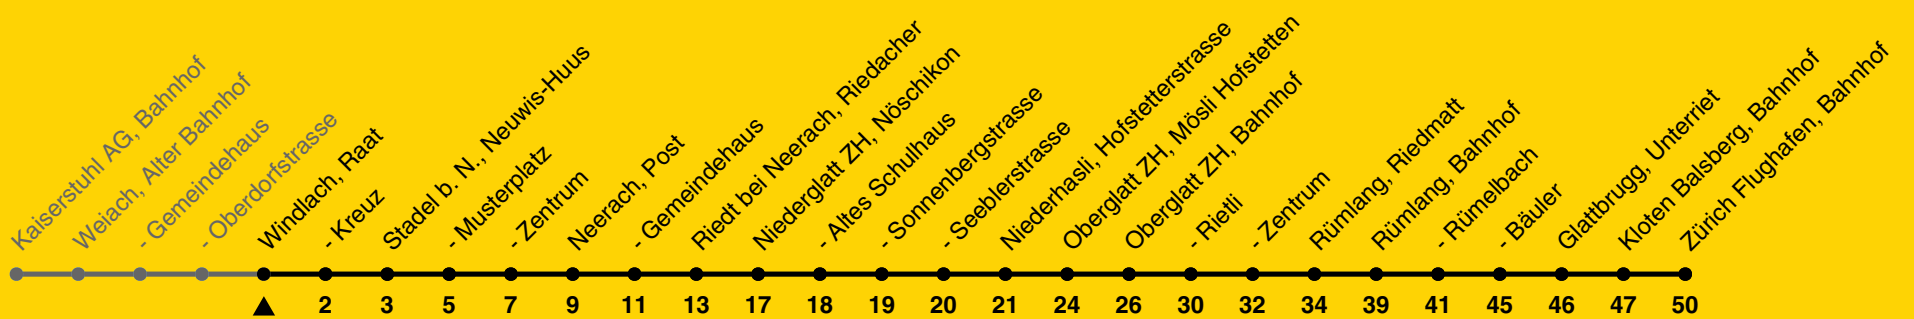 Kaiserstuhl AG, Bahnhof
Weiach, Alter Bahnhof
- Gemeindehaus
- Oberdorfstrasse
Windlach, Raat
- Kreuz
Stadel b. N., Neuwis-Huus
- Musterplatz
- Zentrum
Neerach, Post
- Gemeindehaus
Riedt bei Neerach, Riedacher
Niederglatt ZH, Nöschikon
- Altes Schulhaus
- Sonnenbergstrasse
- Seeblerstrasse
Niederhasli, Hofstetterstrasse
Oberglatt ZH, Mösli Hofstetten
Oberglatt ZH, Bahnhof
- Rietli
- Zentrum
Rümlang, Riedmatt
Rümlang, Bahnhof
- Rümelbach
- Bäuler
Glattbrugg, Unterriet
Kloten Balsberg, Bahnhof
Zürich Flughafen, Bahnhof
2 3 5 7 9 11 13 17 18 19 20 21 24 26 30 32 34 39 41 45 46 47 50